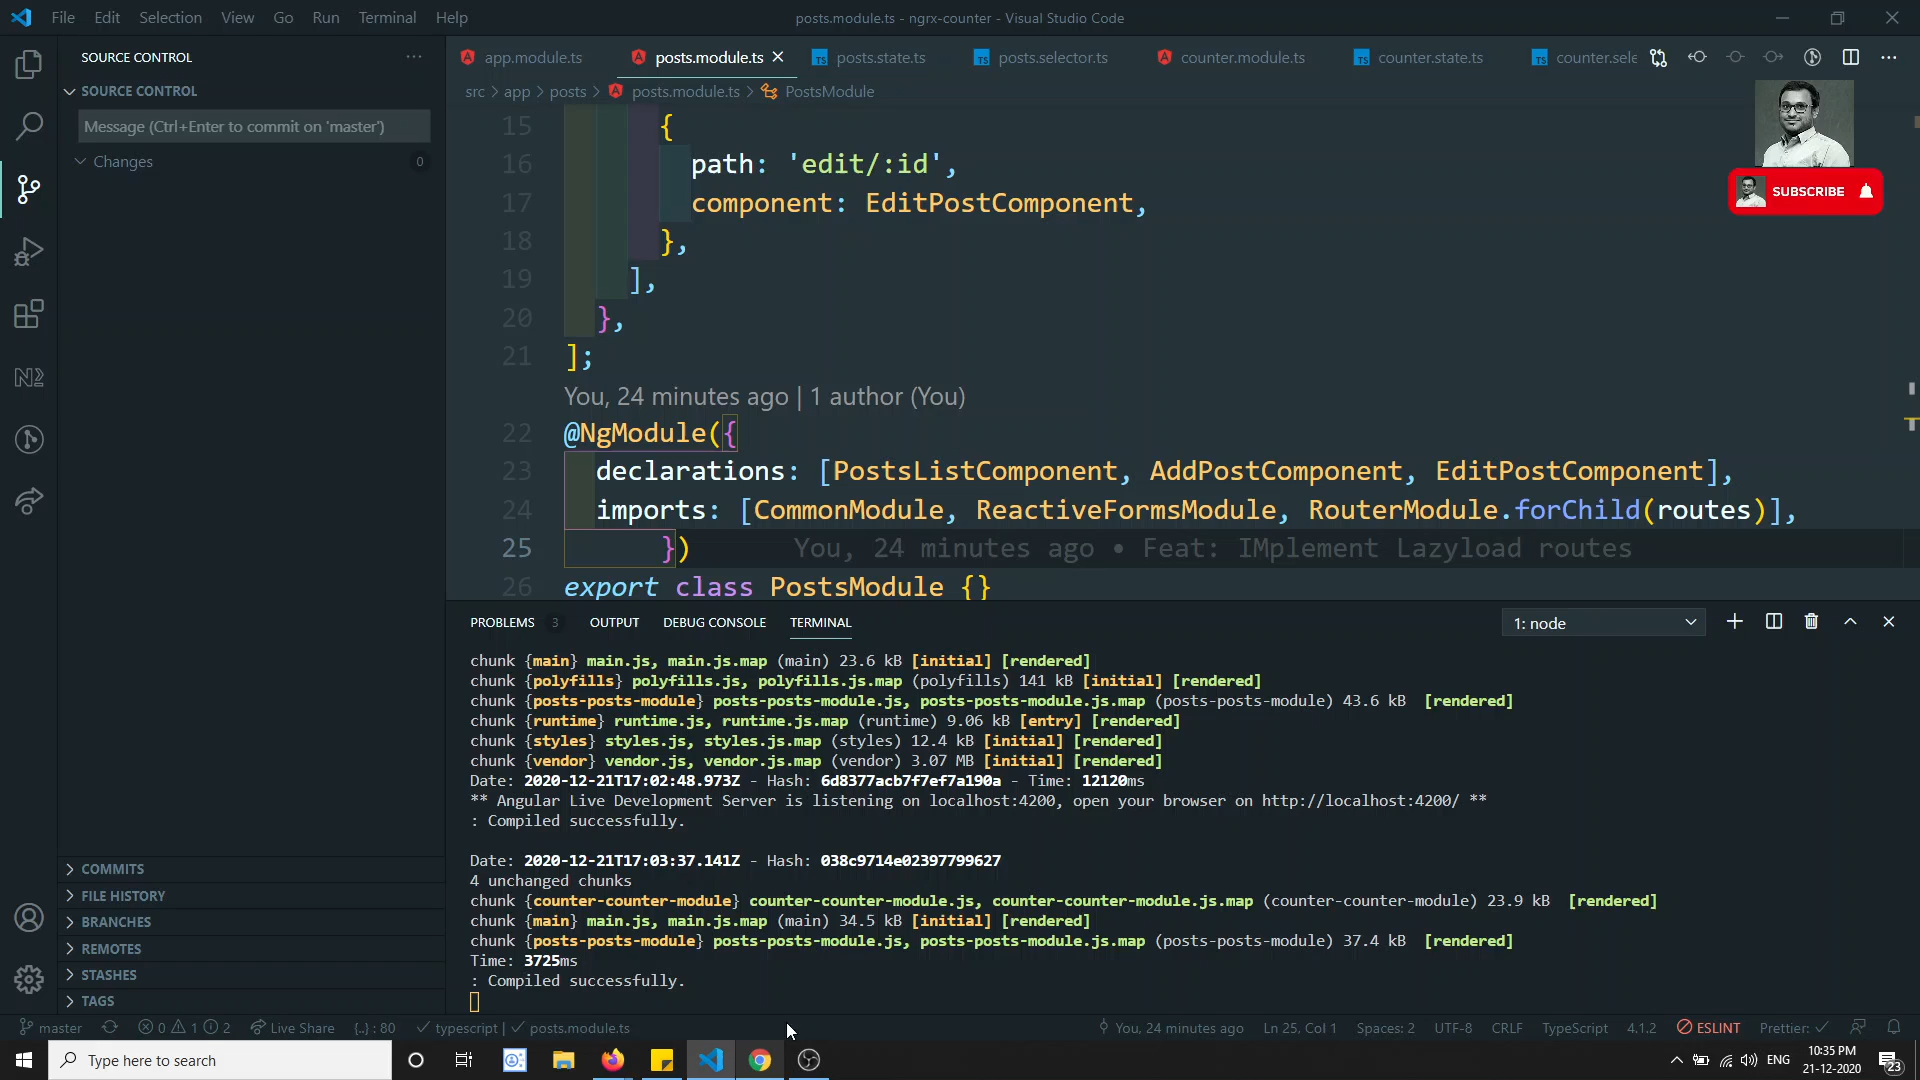 File Edit Selection View Go Run Terminal Help
posts.module.ts - ngrx-counter - Visual Studio Code
SOURCE CONTROL
app.module.ts posts.module.ts posts.state.ts posts.selector.ts counter.module.ts counter.state.ts counter.sele
SOURCE CONTROL
src > app > posts > posts.module.ts > PostsModule
Message (Ctrl+Enter to commit on 'master')
Changes 0
15 {
16 path: 'edit/:id',
17 component: EditPostComponent,
18 },
19 ],
20 },
21 ];
SUBSCRIBE
You, 24 minutes ago | 1 author (You)
22 @NgModule({
23 declarations: [PostsListComponent, AddPostComponent, EditPostComponent],
24 imports: [CommonModule, ReactiveFormsModule, RouterModule.forChild(routes)],
25 }) You, 24 minutes ago • Feat: IMplement Lazyload routes
26 export class PostsModule {}
PROBLEMS 3 OUTPUT DEBUG CONSOLE TERMINAL 1: node
chunk {main} main.js, main.js.map (main) 23.6 kB [initial] [rendered]
chunk {polyfills} polyfills.js, polyfills.js.map (polyfills) 141 kB [initial] [rendered]
chunk {posts-posts-module} posts-posts-module.js, posts-posts-module.js.map (posts-posts-module) 43.6 kB [rendered]
chunk {runtime} runtime.js, runtime.js.map (runtime) 9.06 kB [entry] [rendered]
chunk {styles} styles.js, styles.js.map (styles) 12.4 kB [initial] [rendered]
chunk {vendor} vendor.js, vendor.js.map (vendor) 3.07 MB [initial] [rendered]
Date: 2020-12-21T17:02:48.973Z - Hash: 6d8377acb7f7ef7a190a - Time: 12120ms
** Angular Live Development Server is listening on localhost:4200, open your browser on http://localhost:4200/ **
: Compiled successfully.
Date: 2020-12-21T17:03:37.141Z - Hash: 038c9714e02397799627
4 unchanged chunks
chunk {counter-counter-module} counter-counter-module.js, counter-counter-module.js.map (counter-counter-module) 23.9 kB [rendered]
chunk {main} main.js, main.js.map (main) 34.5 kB [initial] [rendered]
chunk {posts-posts-module} posts-posts-module.js, posts-posts-module.js.map (posts-posts-module) 37.4 kB [rendered]
Time: 3725ms
: Compiled successfully.
COMMITS
FILE HISTORY
BRANCHES
REMOTES
STASHES
TAGS
master 0 1 2 Live Share {..} : 80 typescript | posts.module.ts You, 24 minutes ago Ln 25, Col 1 Spaces: 2 UTF-8 CRLF TypeScript 4.1.2 ESLINT Prettier:
Type here to search
ENG
10:35 PM
21-12-2020
23